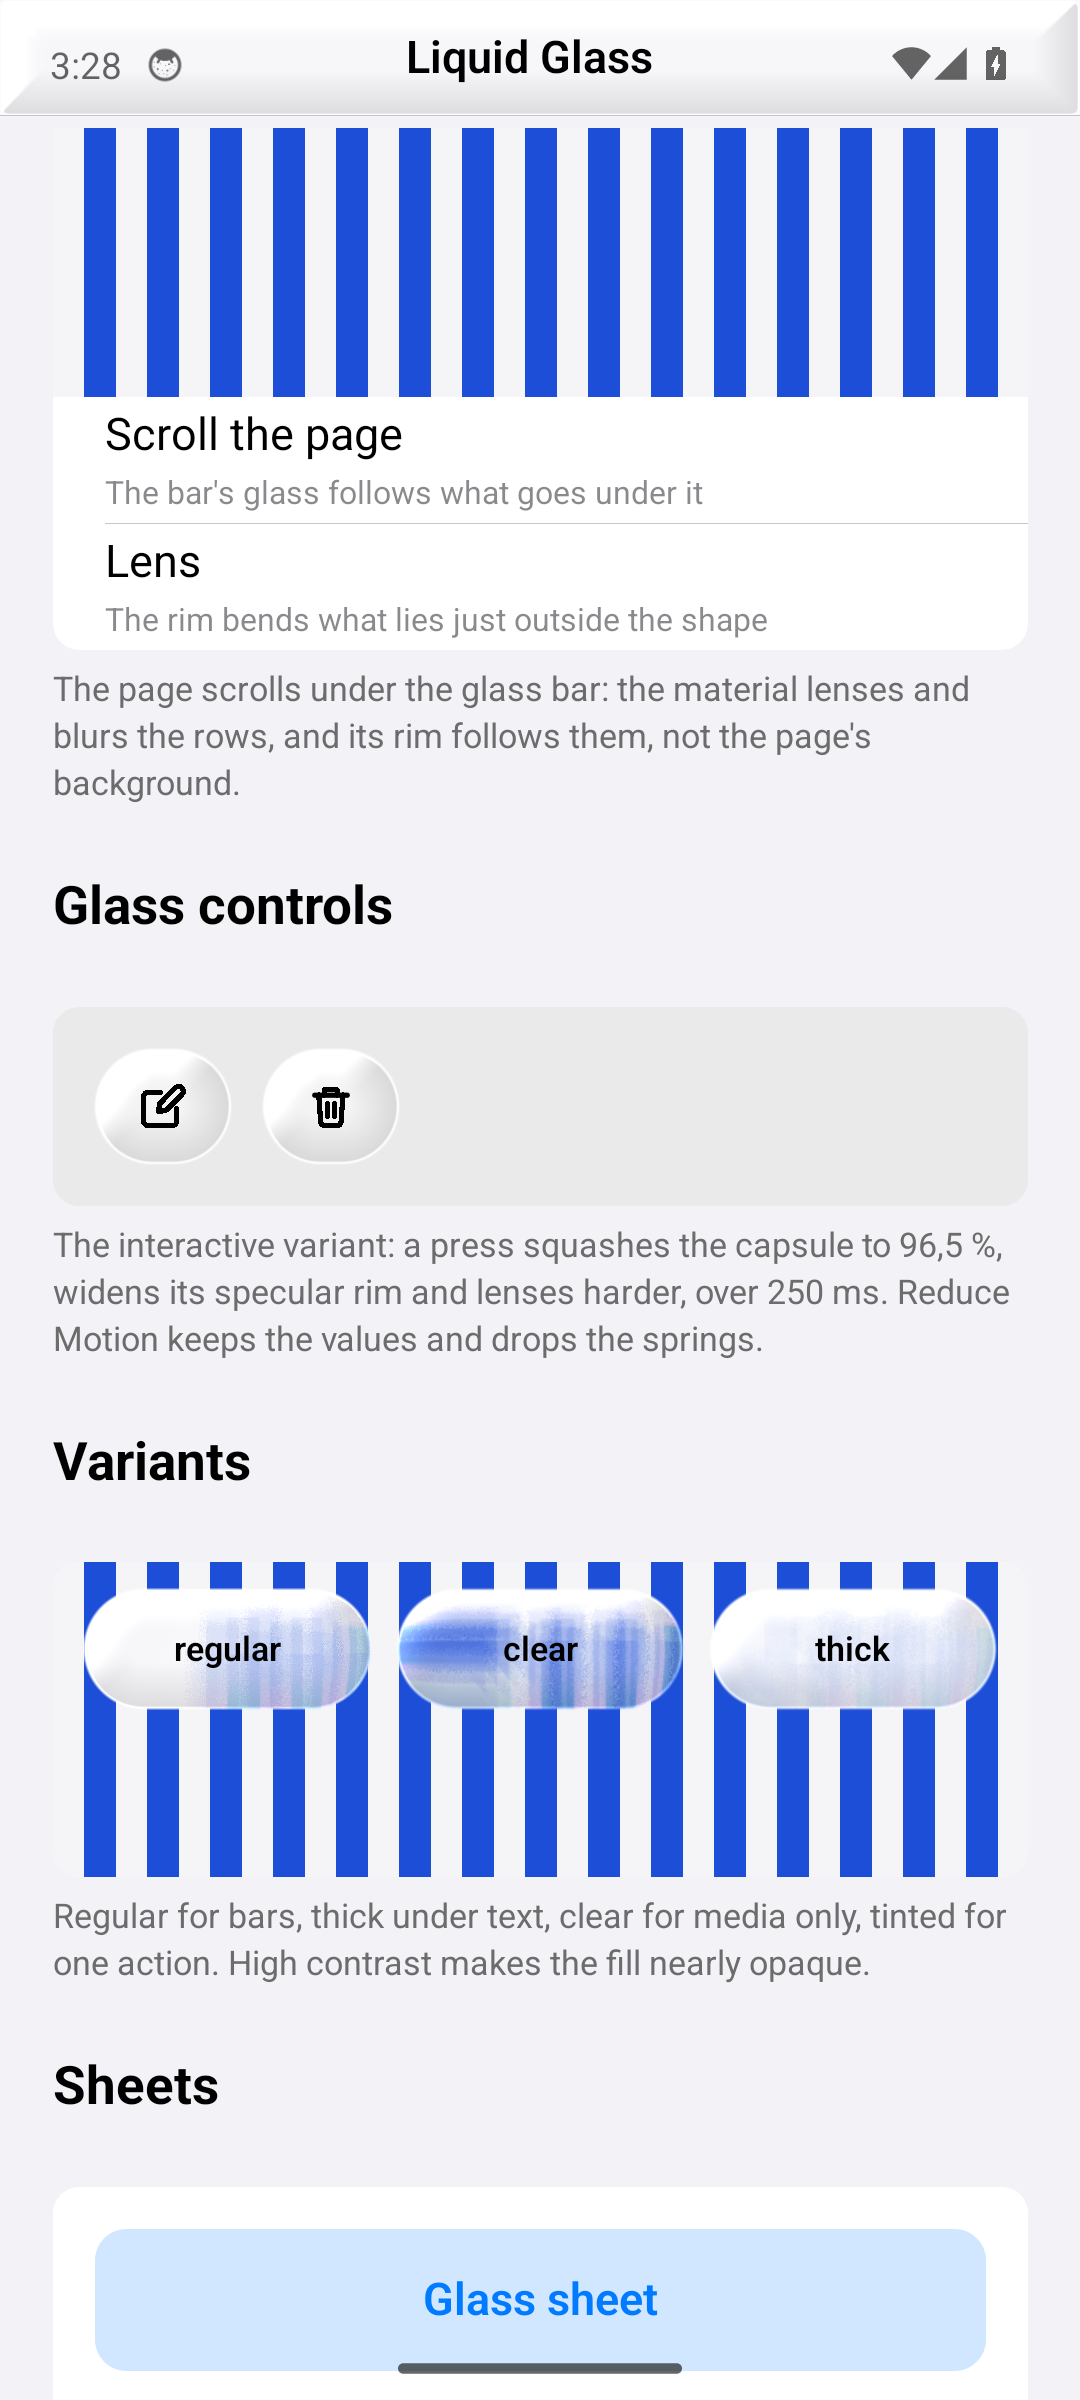 3:28
Liquid Glass
Scroll the page
The bar's glass follows what goes under it
Lens
The rim bends what lies just outside the shape
The page scrolls under the glass bar: the material lenses and
blurs the rows, and its rim follows them, not the page's
background.
Glass controls
The interactive variant: a press squashes the capsule to 96,5 %,
widens its specular rim and lenses harder, over 250 ms. Reduce
Motion keeps the values and drops the springs.
Variants
regular
clear
thick
Regular for bars, thick under text, clear for media only, tinted for
one action. High contrast makes the fill nearly opaque.
Sheets
Glass sheet